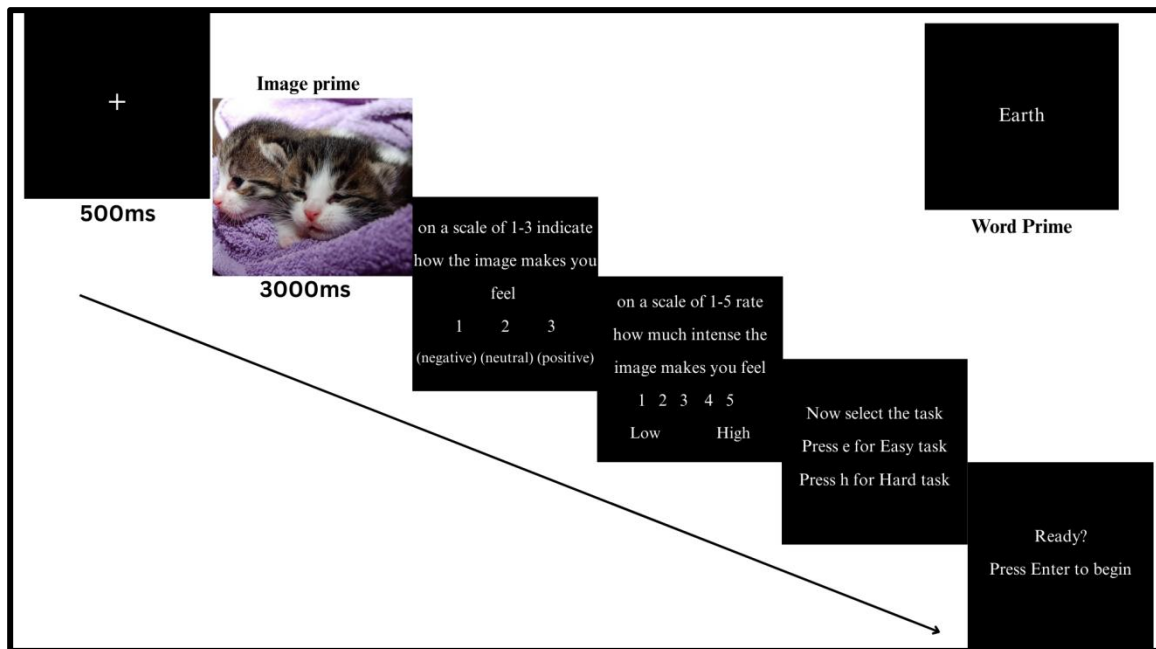 +
500ms
Image prime
3000ms
on a scale of 1-3 indicate
how the image makes you
feel
1 2 3
(negative) (neutral) (positive)
on a scale of 1-5 rate
how much intense the
image makes you feel
1 2 3 4 5
Low High
Now select the task
Press e for Easy task
Press h for Hard task
Ready?
Press Enter to begin
Earth
Word Prime